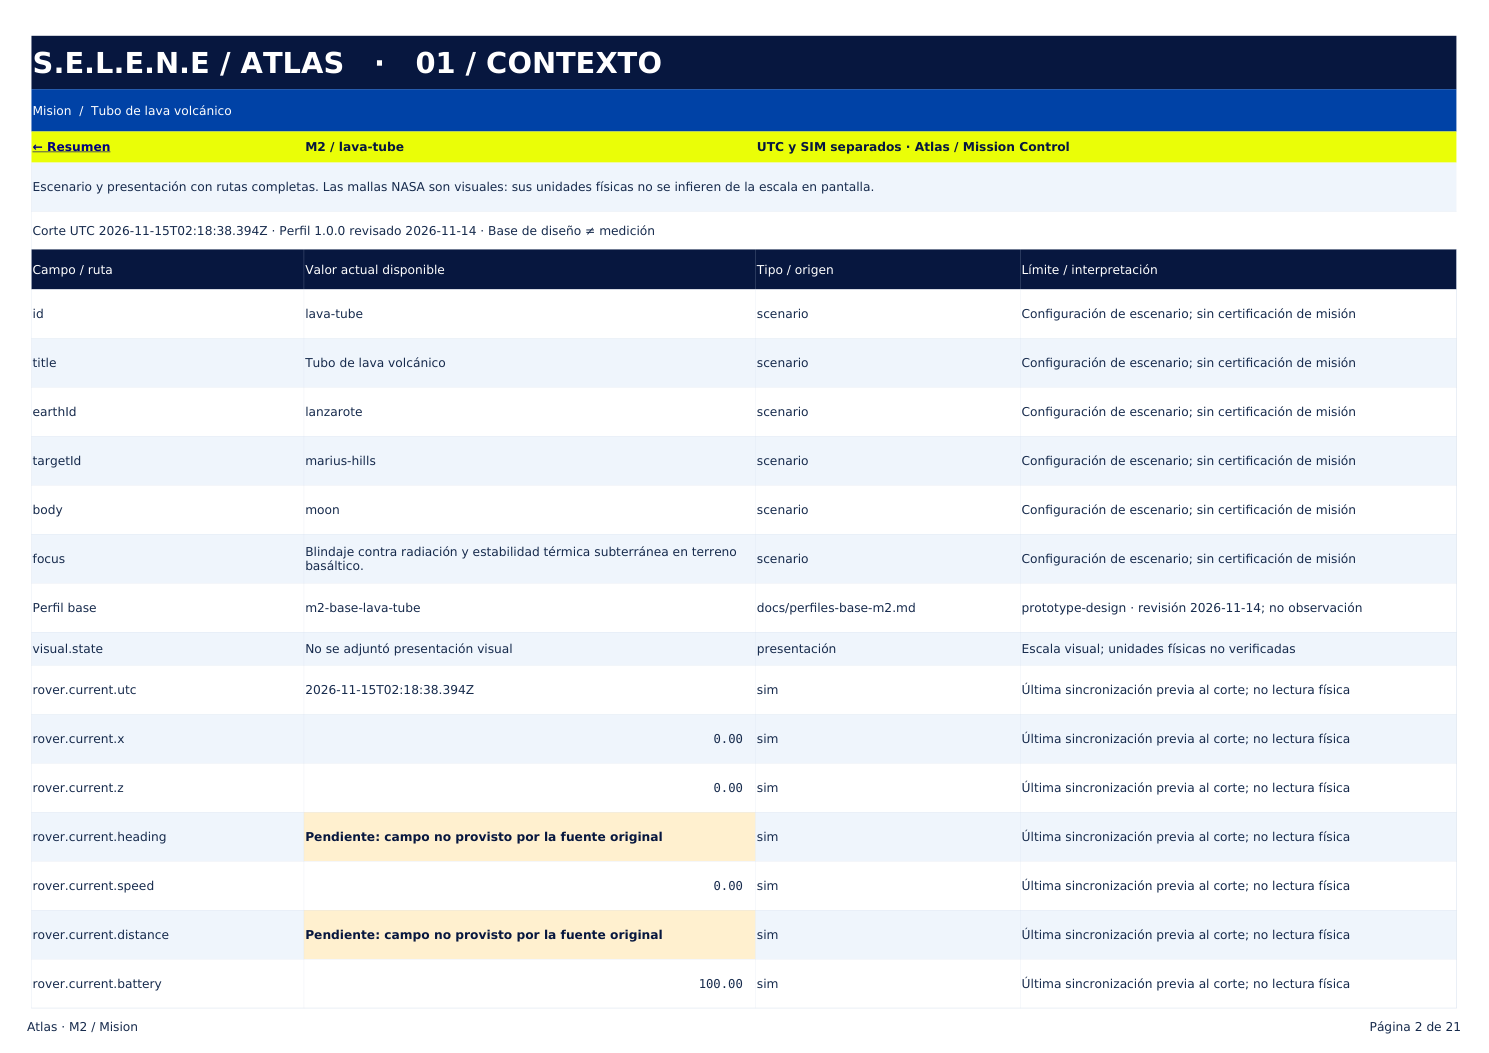 S.E.L.E.N.E / ATLAS · 01 / CONTEXTO
Mision / Tubo de lava volcánico
← Resumen M2 / lava-tube UTC y SIM separados · Atlas / Mission Control
Escenario y presentación con rutas completas. Las mallas NASA son visuales: sus unidades físicas no se infieren de la escala en pantalla.
Corte UTC 2026-11-15T02:18:38.394Z · Perfil 1.0.0 revisado 2026-11-14 · Base de diseño ≠ medición
Campo / ruta Valor actual disponible Tipo / origen Límite / interpretación
id lava-tube scenario Configuración de escenario; sin certificación de misión
title Tubo de lava volcánico scenario Configuración de escenario; sin certificación de misión
earthId lanzarote scenario Configuración de escenario; sin certificación de misión
targetId marius-hills scenario Configuración de escenario; sin certificación de misión
body moon scenario Configuración de escenario; sin certificación de misión
focus Blindaje contra radiación y estabilidad térmica subterránea en terreno
basáltico. scenario Configuración de escenario; sin certificación de misión
Perfil base m2-base-lava-tube docs/perfiles-base-m2.md prototype-design · revisión 2026-11-14; no observación
visual.state No se adjuntó presentación visual presentación Escala visual; unidades físicas no verificadas
rover.current.utc 2026-11-15T02:18:38.394Z sim Última sincronización previa al corte; no lectura física
rover.current.x 0.00 sim Última sincronización previa al corte; no lectura física
rover.current.z 0.00 sim Última sincronización previa al corte; no lectura física
rover.current.heading Pendiente: campo no provisto por la fuente original sim Última sincronización previa al corte; no lectura física
rover.current.speed 0.00 sim Última sincronización previa al corte; no lectura física
rover.current.distance Pendiente: campo no provisto por la fuente original sim Última sincronización previa al corte; no lectura física
rover.current.battery 100.00 sim Última sincronización previa al corte; no lectura física
Atlas · M2 / Mision Página 2 de 21